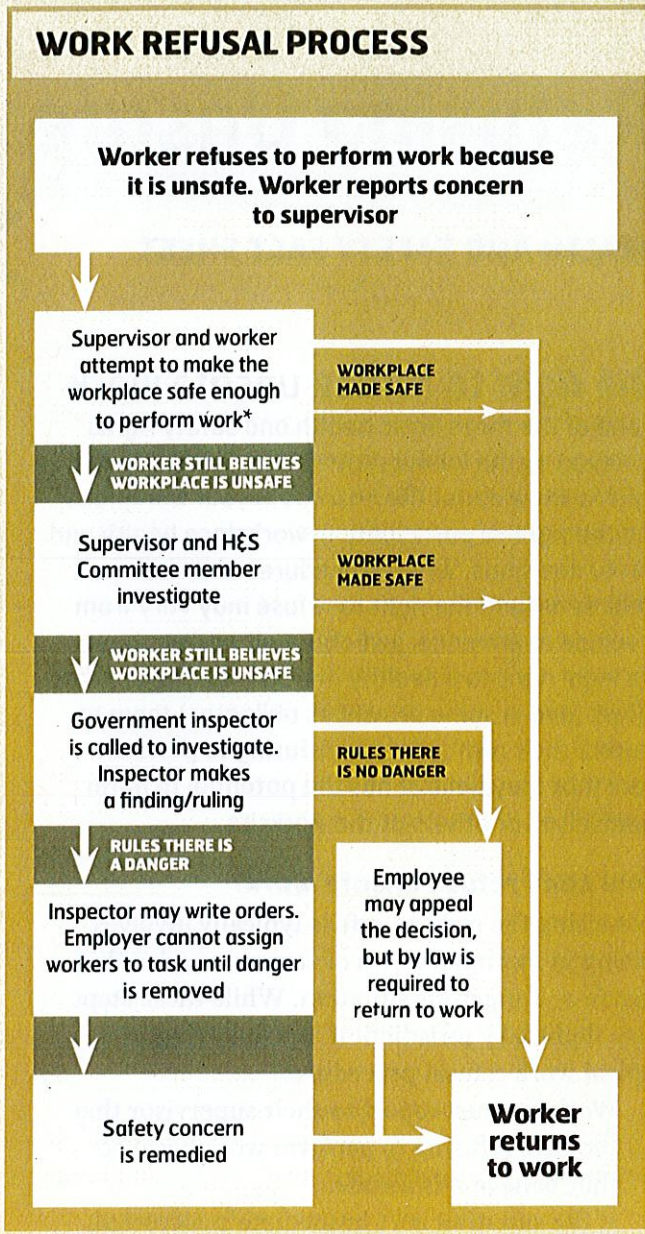 WORK REFUSAL PROCESS
Worker refuses to perform work because
it is unsafe. Worker reports concern
to supervisor
Supervisor and worker
attempt to make the
workplace safe enough
to perform work*
WORKPLACE
MADE SAFE
WORKER STILL BELIEVES
WORKPLACE IS UNSAFE
Supervisor and H&S
Committee member
investigate
WORKPLACE
MADE SAFE
WORKER STILL BELIEVES
WORKPLACE IS UNSAFE
Government inspector
is called to investigate.
Inspector makes
a finding/ruling
RULES THERE
IS NO DANGER
RULES THERE IS
A DANGER
Employee
may appeal
the decision,
but by law is
required to
return to work
Inspector may write orders.
Employer cannot assign
workers to task until danger
is removed
Safety concern
is remedied
Worker
returns
to work